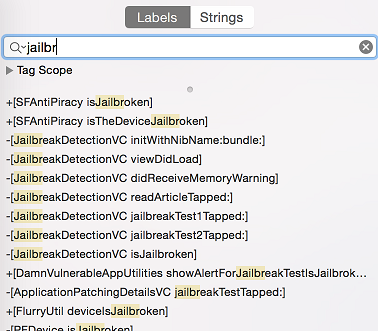 Labels Strings
jailbr
Tag Scope
+[SFAntiPiracy isJailbroken]
+[SFAntiPiracy isTheDeviceJailbroken]
-[JailbreakDetectionVC initWithNibName:bundle:]
-[JailbreakDetectionVC viewDidLoad]
-[JailbreakDetectionVC didReceiveMemoryWarning]
-[JailbreakDetectionVC readArticleTapped:]
-[JailbreakDetectionVC jailbreakTest1Tapped:]
-[JailbreakDetectionVC jailbreakTest2Tapped:]
-[JailbreakDetectionVC isJailbroken]
+[DamnVulnerableAppUtilities showAlertForJailbreakTestIsJailbrok…
-[ApplicationPatchingDetailsVC jailbreakTestTapped:]
+[FlurryUtil deviceIsJailbroken]
-[PFDevice isJailbroken]